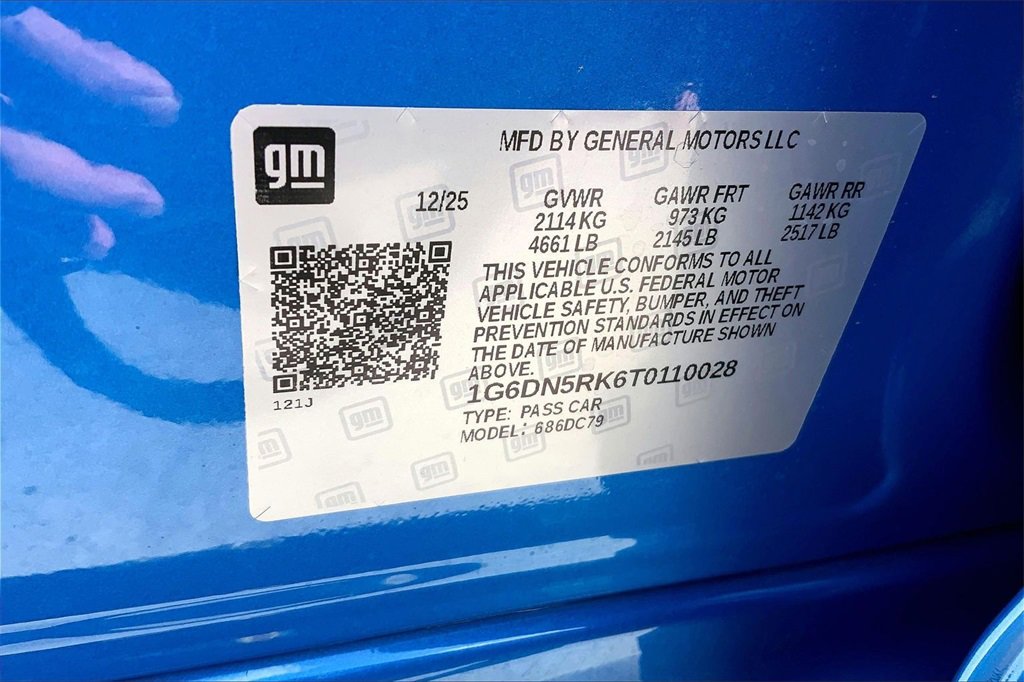 gm
MFD BY GENERAL MOTORS LLC
12/25
GVWR GAWR FRT GAWR RR
2114 KG 973 KG 1142 KG
4661 LB 2145 LB 2517 LB
THIS VEHICLE CONFORMS TO ALL
APPLICABLE U.S. FEDERAL MOTOR
VEHICLE SAFETY, BUMPER, AND THEFT
PREVENTION STANDARDS IN EFFECT ON
THE DATE OF MANUFACTURE SHOWN
ABOVE.
1G6DN5RK6T0110028
TYPE: PASS CAR
MODEL: 686DC79
121J